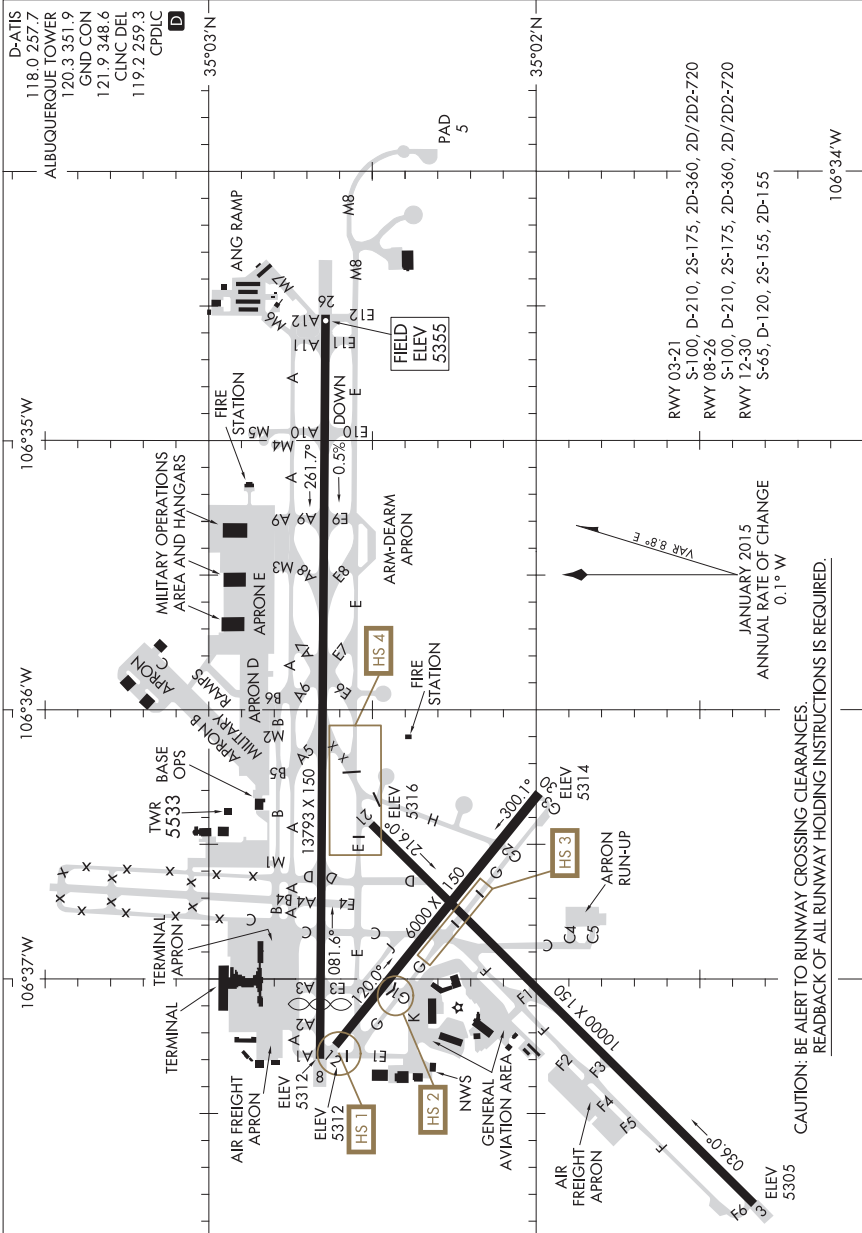 D-ATIS
118.0 257.7
ALBUQUERQUE TOWER
120.3 351.9
GND CON
121.9 348.6
CLNC DEL
119.2 259.3
CPDLC
D
35°03'N
35°02'N
106°34'W
106°35'W
106°36'W
106°37'W
PAD
5
M8
M8
ANG RAMP
M7
M6
A12
26
E12
A11
E11
FIELD
ELEV
5355
A
E
FIRE
STATION
M5
M4
A10
E10
A
261.7°
0.5% DOWN
MILITARY OPERATIONS
AREA AND HANGARS
A9
A9
E9
M3
A8
E8
ARM-DEARM
APRON
APRON E
E
A
A7
E7
APRON
C
APRON D
B6
A6
E6
MILITARY
RAMPS
APRON B
B
M2
HS 4
FIRE
STATION
BASE
OPS
B5
A5
X
X
TWR
5533
B
A
13793 X 150
I
I
M1
E
I
21
ELEV
5316
H
216.0°
300.1°
30
ELEV
5314
G3
G2
G
HS 3
X
X
X
X
X
X
X
X
X
X
X
X
D
D
D
A
B4
B
A
A4
E4
C
081.6°
E
C
J
6000 X 150
I
I
G
C
C4
C5
APRON
RUN-UP
TERMINAL
TERMINAL
APRON
A3
E3
120.0°
G
K
G
K
HS 2
A2
A
A1
8
ELEV
5312
12
I
E1
ELEV
5312
HS 1
AIR FREIGHT
APRON
NWS
GENERAL
AVIATION AREA
F
F1
F
10000 X 150
F2
F3
F4
F5
F
AIR
FREIGHT
APRON
036.0°
F6
3
ELEV
5305
RWY 03-21
S-100, D-210, 2S-175, 2D-360, 2D/2D2-720
RWY 08-26
S-100, D-210, 2S-175, 2D-360, 2D/2D2-720
RWY 12-30
S-65, D-120, 2S-155, 2D-155
VAR 8.8° E
JANUARY 2015
ANNUAL RATE OF CHANGE
0.1° W
CAUTION: BE ALERT TO RUNWAY CROSSING CLEARANCES.
READBACK OF ALL RUNWAY HOLDING INSTRUCTIONS IS REQUIRED.